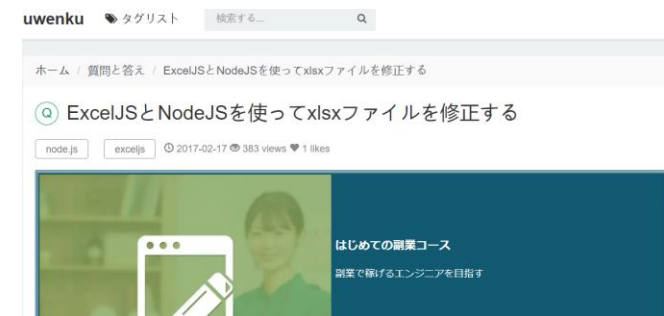 uwenku タグリスト 検索する...
ホーム / 質問と答え / ExcelJSとNodeJSを使ってxlsxファイルを修正する
Q ExcelJSとNodeJSを使ってxlsxファイルを修正する
node.js exceljs 2017-02-17 383 views 1 likes
はじめての副業コース
副業で稼げるエンジニアを目指す